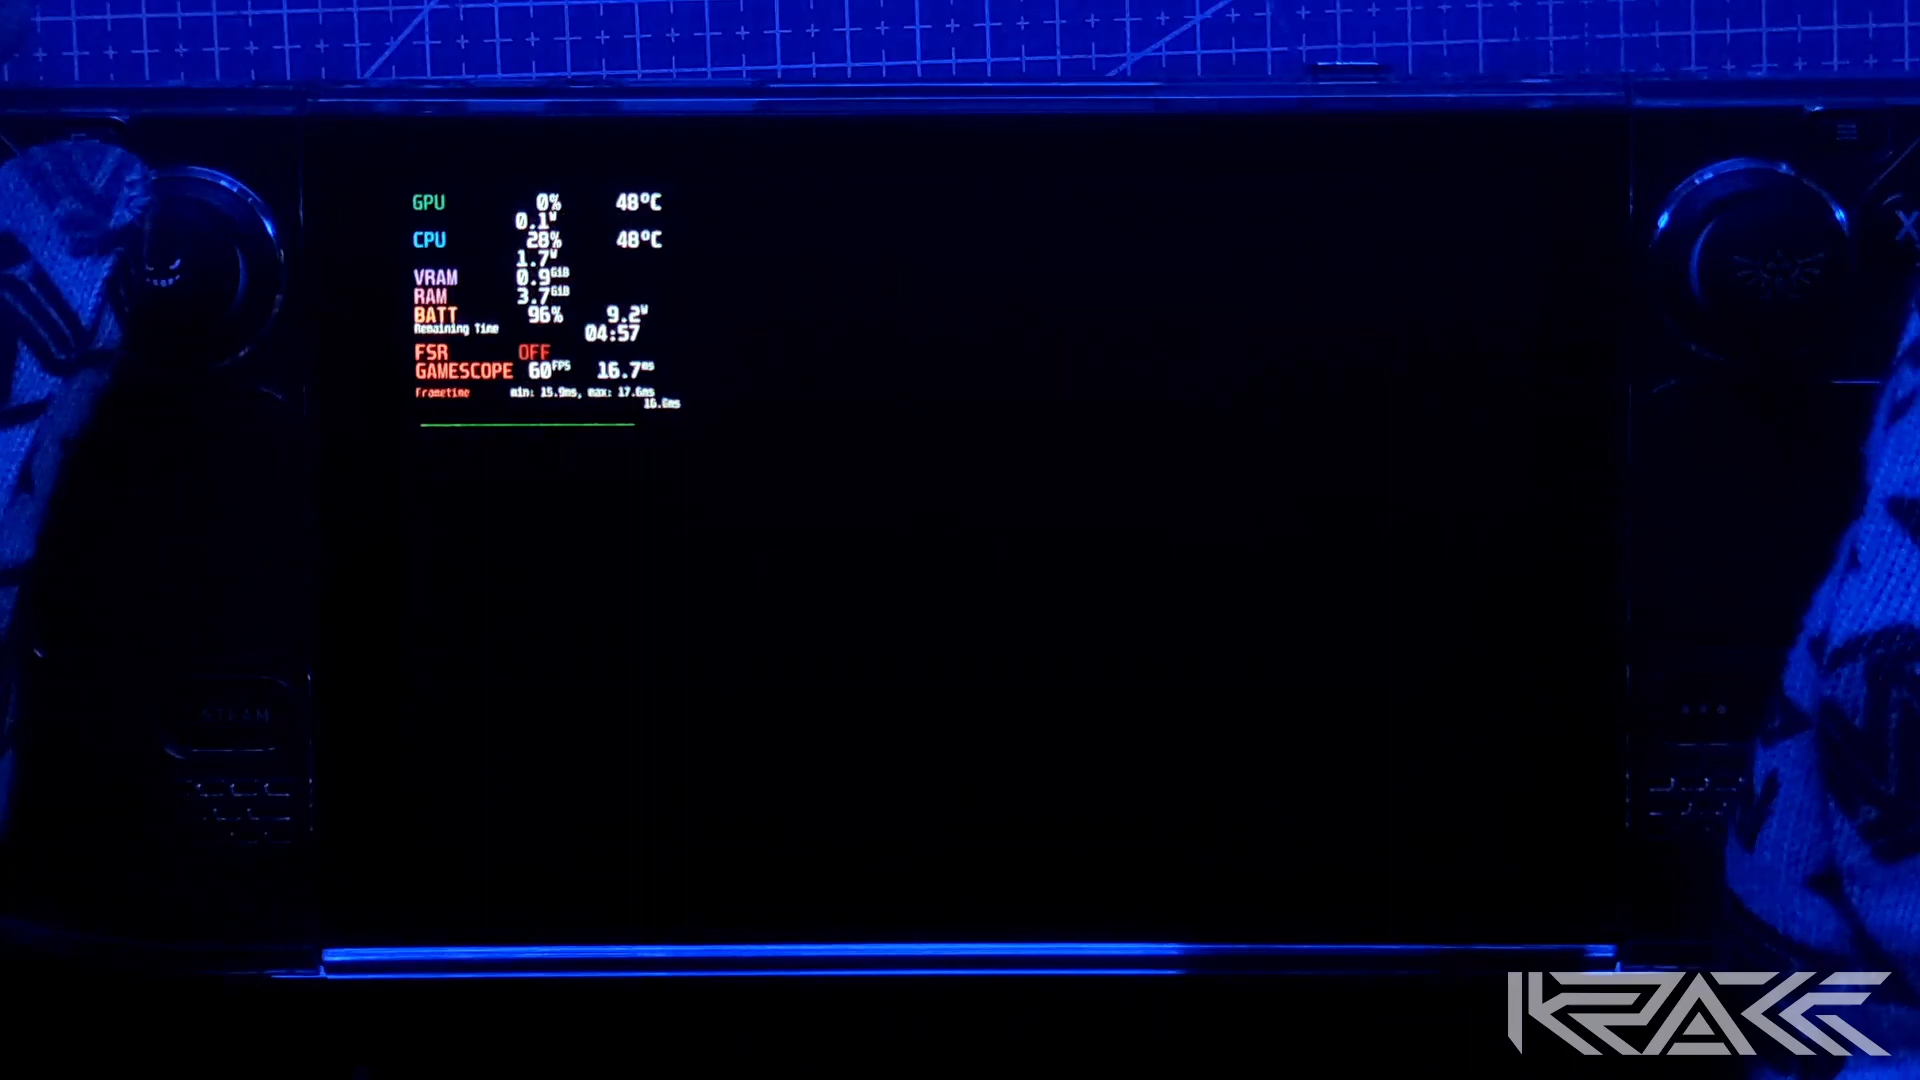 GPU 0% 48°C
0.1W
CPU 28% 48°C
1.7W
VRAM 0.9GiB
RAM 3.7GiB
BATT 96% 9.2W
Remaining Time 04:57
FSR OFF
GAMESCOPE 60FPS 16.7ms
Frametime min: 15.9ms, max: 17.6ms
16.6ms
X
STEAM